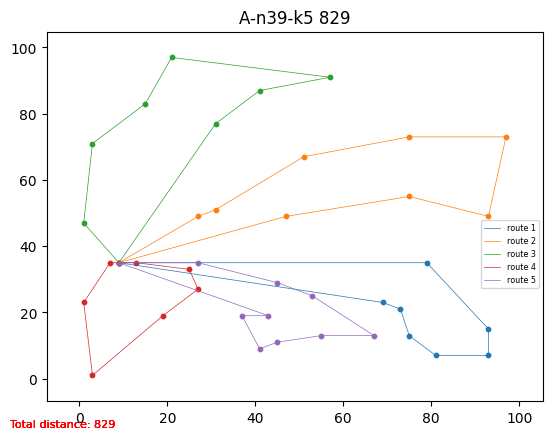 A-n39-k5 829
100
80
60
40
20
0
route 1
route 2
route 3
route 4
route 5
0 20 40 60 80 100
Total distance: 829